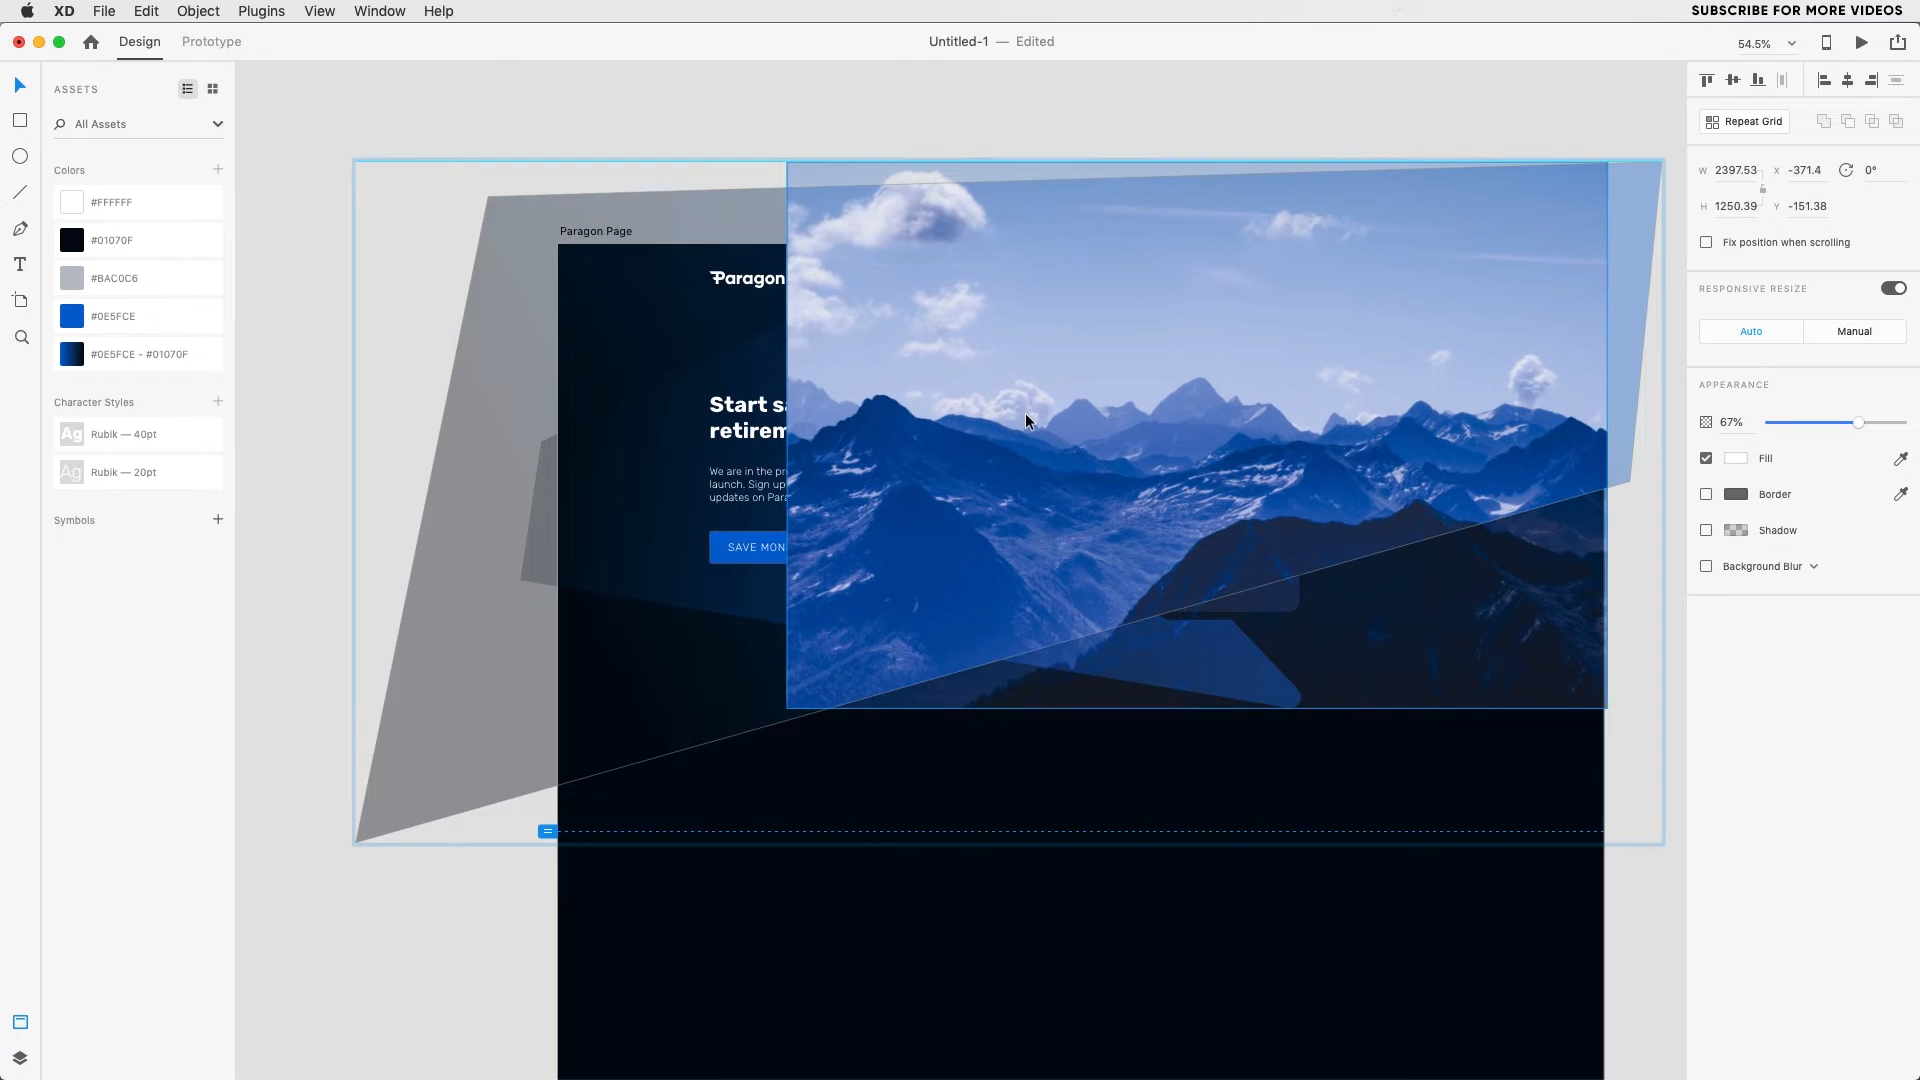 XD File Edit Object Plugins View Window Help
SUBSCRIBE FOR MORE VIDEOS
Design Prototype
Untitled-1 — Edited
54.5%
ASSETS
All Assets
Colors
#FFFFFF
#01070F
#BAC0C6
#0E5FCE
#0E5FCE - #01070F
Character Styles
Ag Rubik — 40pt
Ag Rubik — 20pt
Symbols
Paragon Page
Paragon
Start sa
retirem
We are in the pr
launch. Sign up
updates on Para
SAVE MON
Repeat Grid
W 2397.53 X -371.4 0°
H 1250.39 Y -151.38
Fix position when scrolling
RESPONSIVE RESIZE
Auto Manual
APPEARANCE
67%
Fill
Border
Shadow
Background Blur